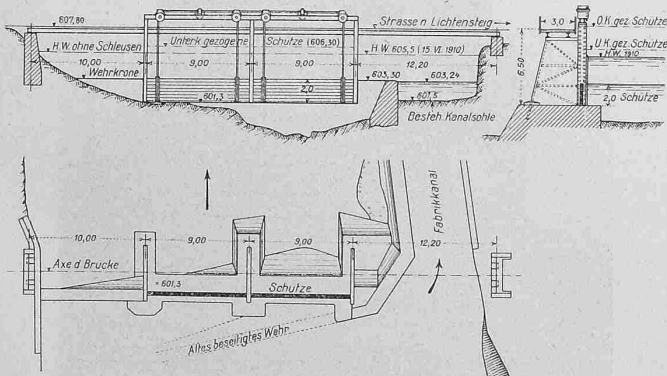 607,80
Strasse n. Lichtensteig
H.W. ohne Schleusen
Unterk. gezogene Schütze (606,30)
H.W. 605,5 (15. VI. 1910)
10,00
9,00
9,00
12,20
Wehrkrone
603,30
603,24
2,0
601,3
601,5
Besteh. Kanalsohle
3,0
O.K. gez. Schütze
U.K. gez. Schütze
H.W. 1910
6,50
2,0 Schütze
Fabrikkanal
10,00
9,00
9,00
12,20
Axe d. Brücke
601,3
Schütze
Altes beseitigtes Wehr